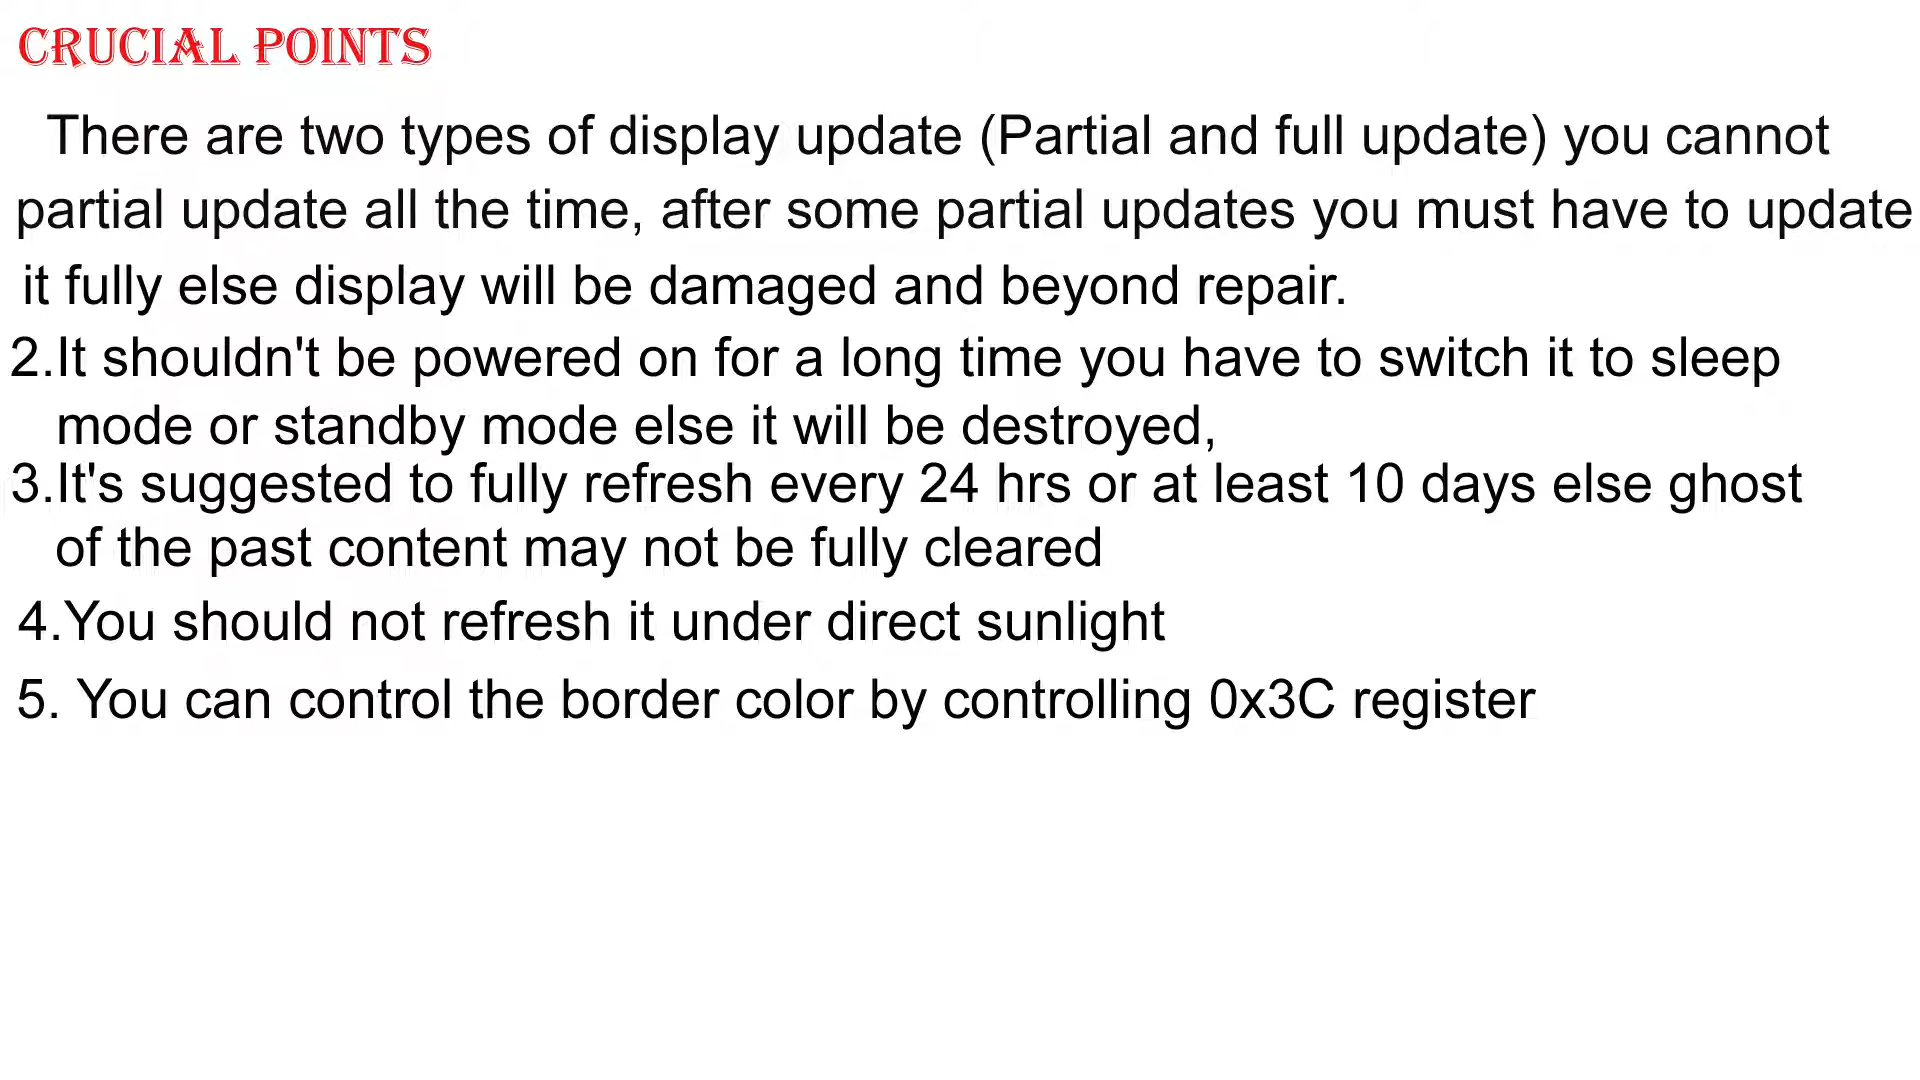 CRUCIAL POINTS
There are two types of display update (Partial and full update) you cannot
partial update all the time, after some partial updates you must have to update
it fully else display will be damaged and beyond repair.
2.It shouldn't be powered on for a long time you have to switch it to sleep
mode or standby mode else it will be destroyed,
3.It's suggested to fully refresh every 24 hrs or at least 10 days else ghost
of the past content may not be fully cleared
4.You should not refresh it under direct sunlight
5. You can control the border color by controlling 0x3C register